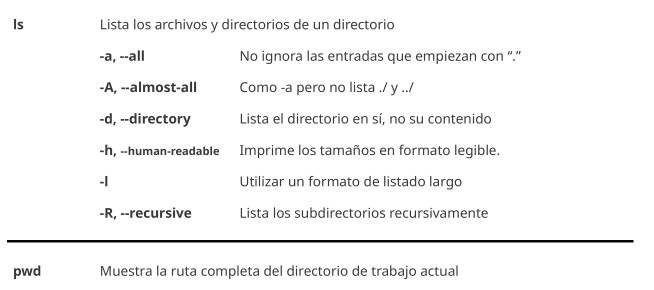 ls Lista los archivos y directorios de un directorio
-a, --all No ignora las entradas que empiezan con “.”
-A, --almost-all Como -a pero no lista ./ y ../
-d, --directory Lista el directorio en sí, no su contenido
-h, --human-readable Imprime los tamaños en formato legible.
-l Utilizar un formato de listado largo
-R, --recursive Lista los subdirectorios recursivamente
pwd Muestra la ruta completa del directorio de trabajo actual